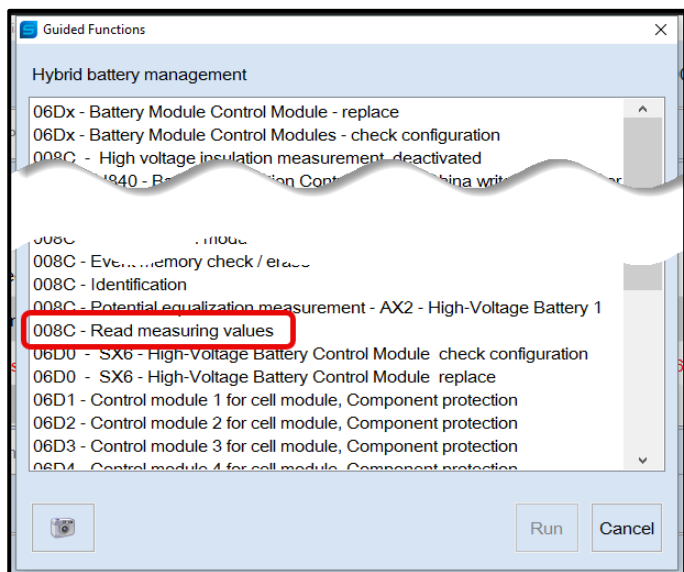 Guided Functions
Hybrid battery management
06Dx - Battery Module Control Module - replace
06Dx - Battery Module Control Modules - check configuration
008C - High voltage insulation measurement deactivated
008C - Event memory check / erase
008C - Identification
008C - Potential equalization measurement - AX2 - High-Voltage Battery 1
008C - Read measuring values
06D0 - SX6 - High-Voltage Battery Control Module check configuration
06D0 - SX6 - High-Voltage Battery Control Module replace
06D1 - Control module 1 for cell module, Component protection
06D2 - Control module 2 for cell module, Component protection
06D3 - Control module 3 for cell module, Component protection
06D4 - Control module 4 for cell module, Component protection
Run
Cancel